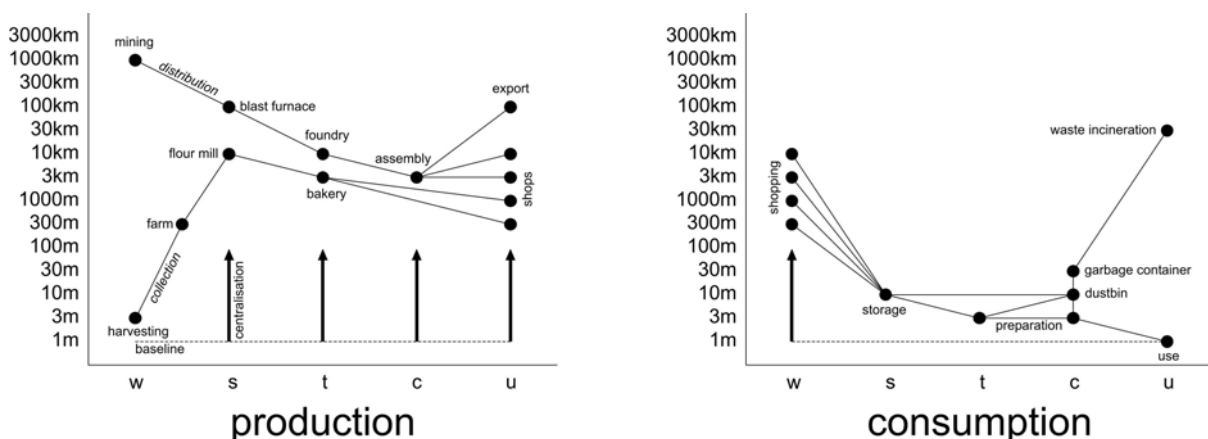 3000km
1000km
300km
100km
30km
10km
3km
1000m
300m
100m
30m
10m
3m
1m
mining
distribution
blast furnace
export
foundry
flour mill
assembly
bakery
shops
farm
collection
centralisation
harvesting
baseline
w s t c u
production
3000km
1000km
300km
100km
30km
10km
3km
1000m
300m
100m
30m
10m
3m
1m
waste incineration
shopping
garbage container
dustbin
storage
preparation
use
w s t c u
consumption